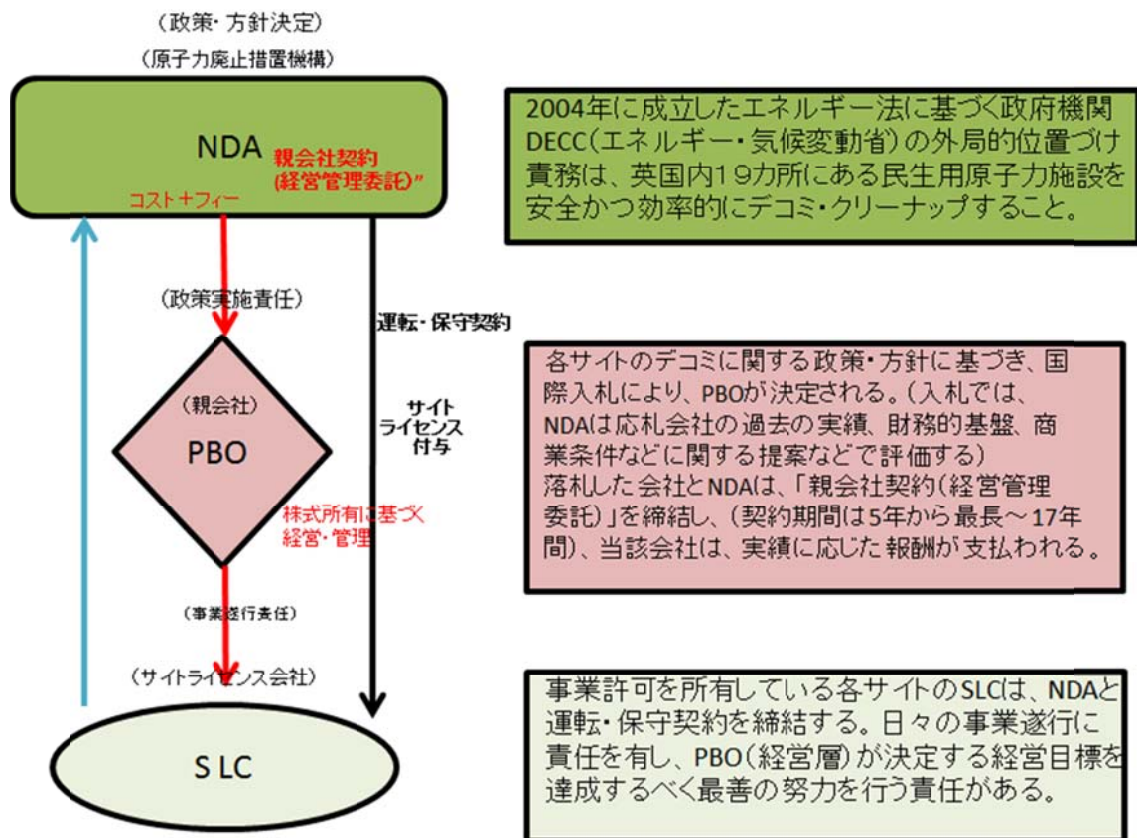 (政策・方針決定)
(原子力廃止措置機構)
NDA
親会社契約
(経営管理委託)"
コスト+フィー
2004年に成立したエネルギー法に基づく政府機関
DECC(エネルギー・気候変動省)の外局的位置づけ
責務は、英国内19カ所にある民生用原子力施設を
安全かつ効率的にデコミ・クリーナップすること。
(政策実施責任)
運転・保守契約
(親会社)
PBO
サイト
ライセンス
付与
株式所有に基づく
経営・管理
各サイトのデコミに関する政策・方針に基づき、国
際入札により、PBOが決定される。(入札では、
NDAは応札会社の過去の実績、財務的基盤、商
業条件などに関する提案などで評価する)
落札した会社とNDAは、「親会社契約(経営管理
委託)」を締結し、(契約期間は5年から最長~17年
間)、当該会社は、実績に応じた報酬が支払われる。
(事業遂行責任)
(サイトライセンス会社)
SLC
事業許可を所有している各サイトのSLCは、NDAと
運転・保守契約を締結する。日々の事業遂行に
責任を有し、PBO(経営層)が決定する経営目標を
達成するべく最善の努力を行う責任がある。